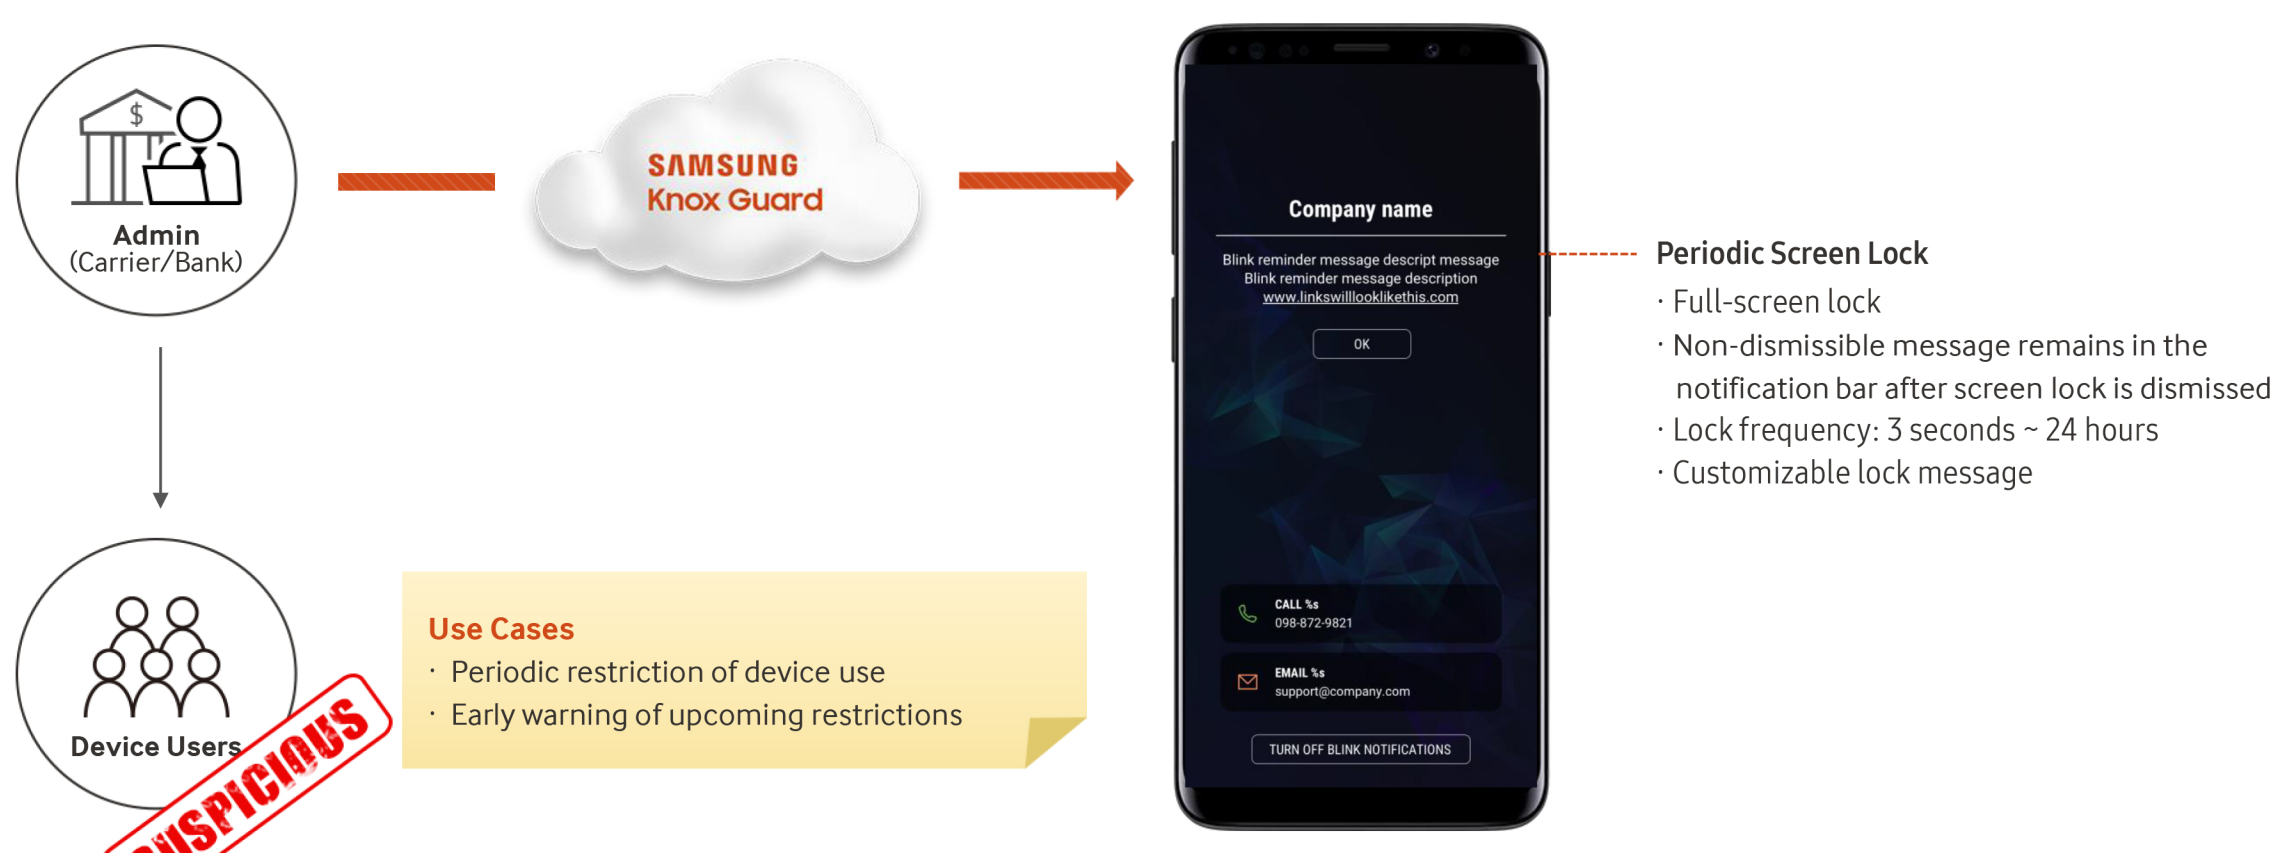 $
Admin
(Carrier/Bank)
SAMSUNG
Knox Guard
Company name
Blink reminder message descript message
Blink reminder message description
www.linkswilllooklikethis.com
OK
CALL %s
098-872-9821
EMAIL %s
support@company.com
TURN OFF BLINK NOTIFICATIONS
Periodic Screen Lock
· Full-screen lock
· Non-dismissible message remains in the
notification bar after screen lock is dismissed
· Lock frequency: 3 seconds ~ 24 hours
· Customizable lock message
Device Users
SUSPICIOUS
Use Cases
· Periodic restriction of device use
· Early warning of upcoming restrictions